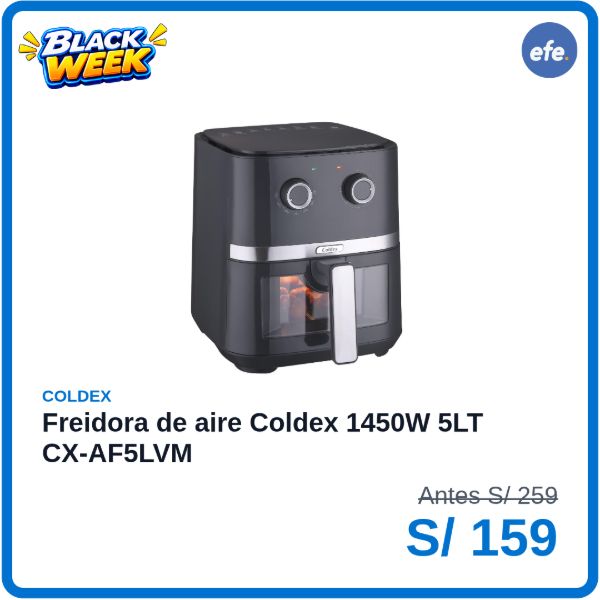 BLACK
WEEK
efe.
Coldex
COLDEX
Freidora de aire Coldex 1450W 5LT
CX-AF5LVM
Antes S/ 259
S/ 159